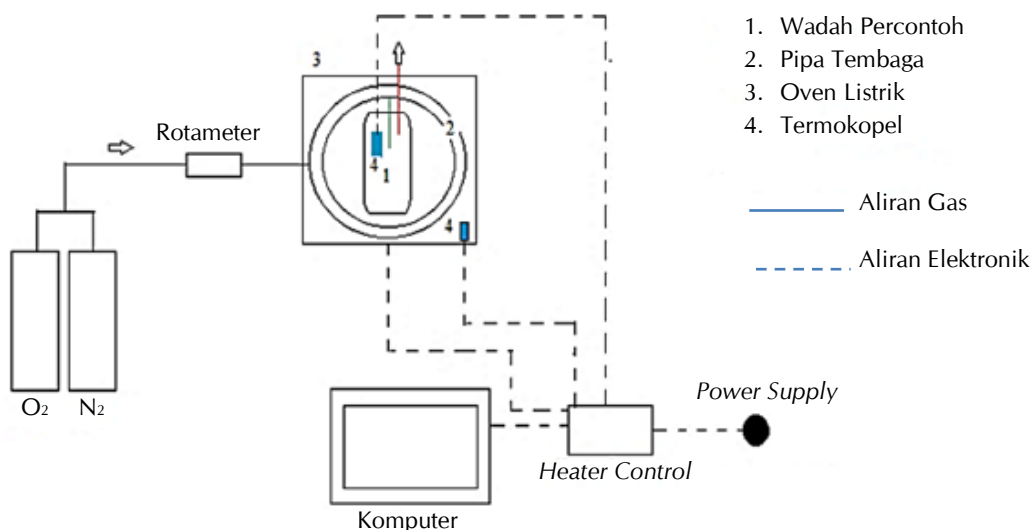 1. Wadah Percontoh
2. Pipa Tembaga
3. Oven Listrik
4. Termokopel
Aliran Gas
Aliran Elektronik
3
Rotameter
2
4
1
4
O2 N2
Power Supply
Heater Control
Komputer